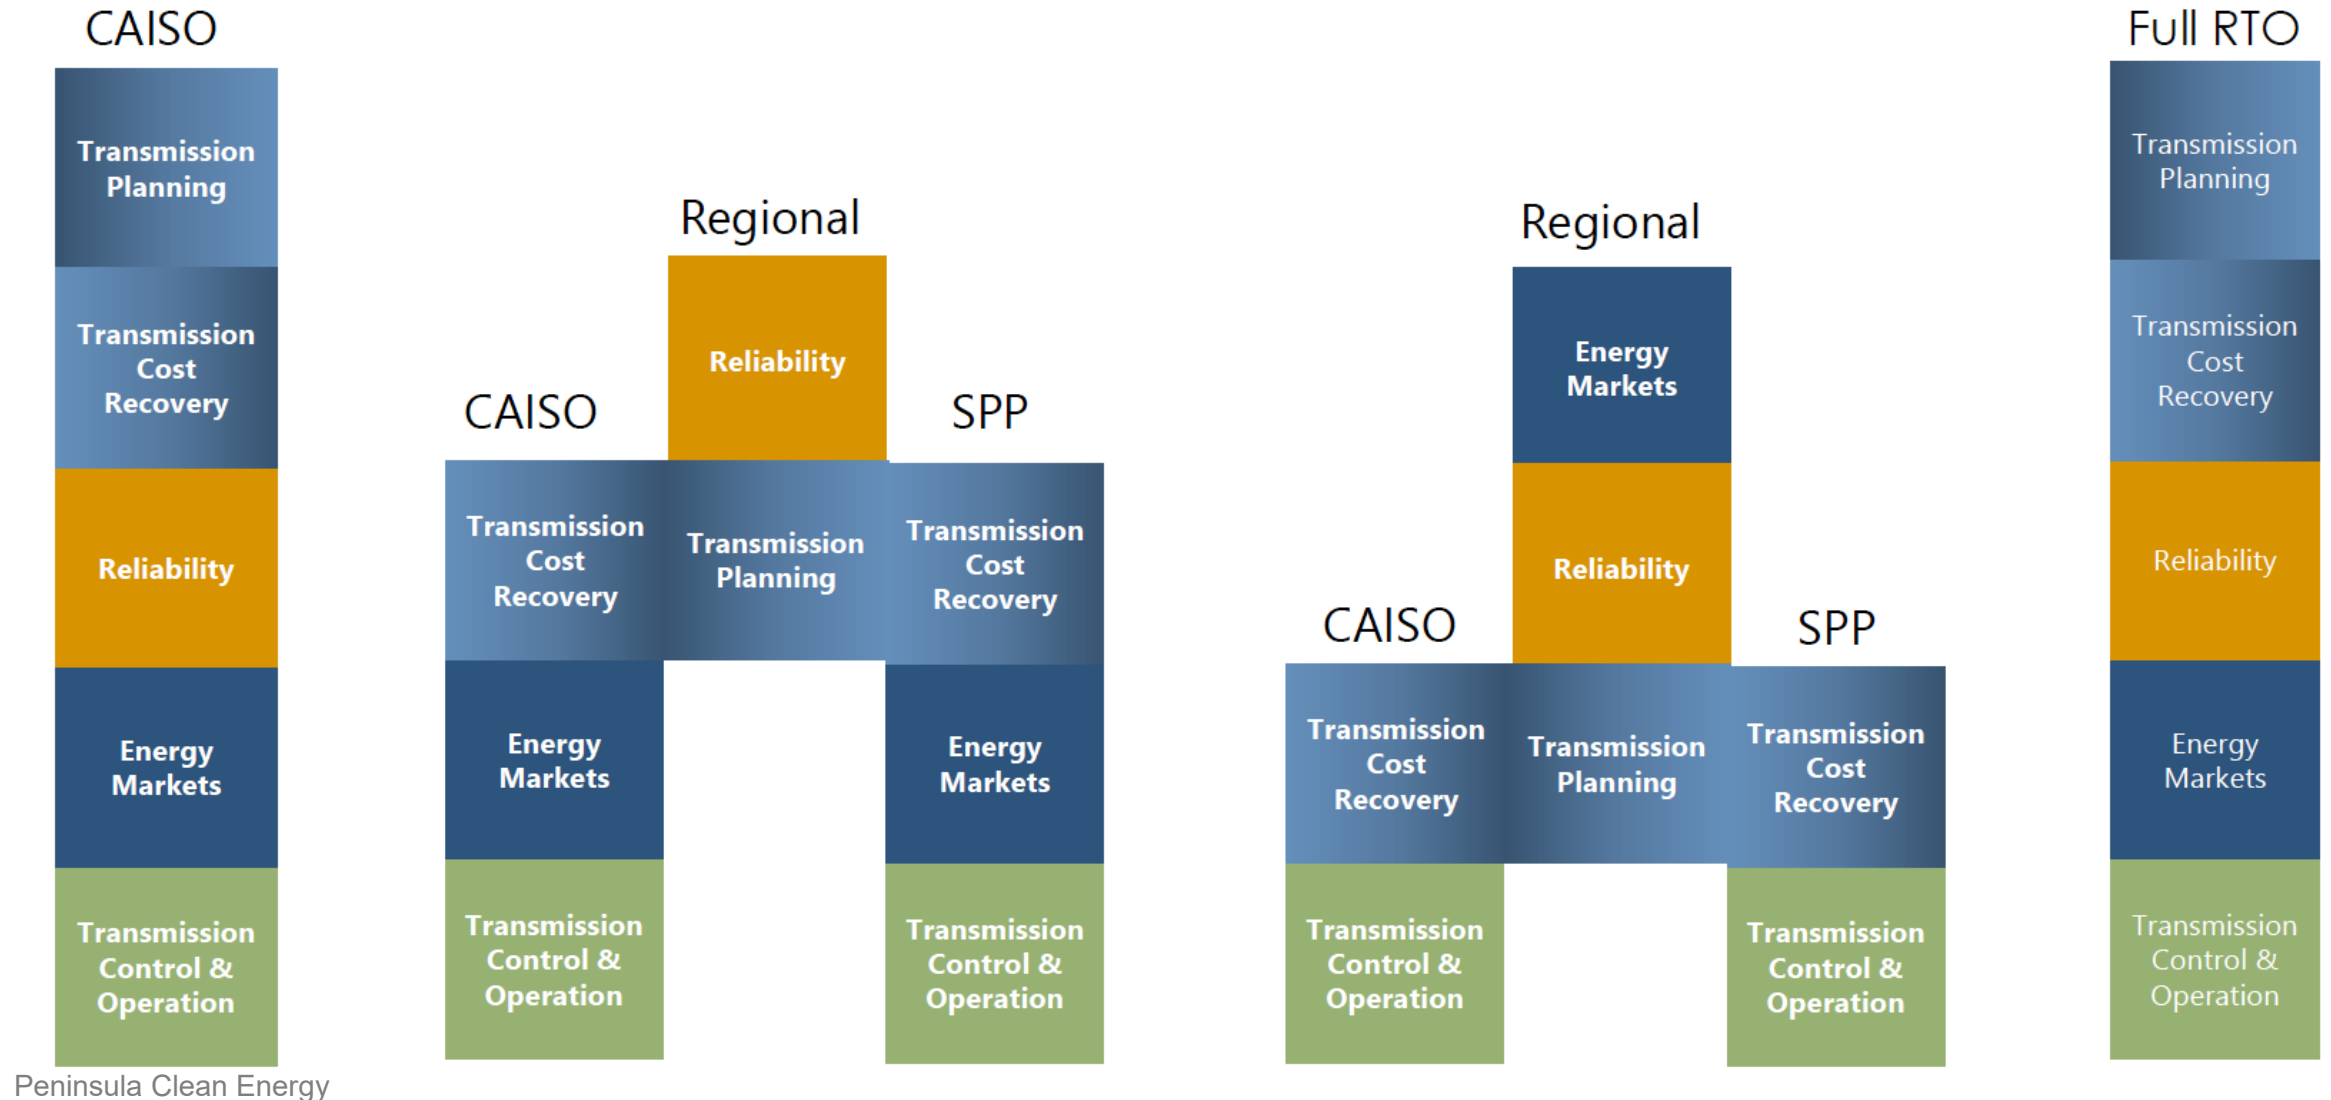 CAISO
Transmission
Planning
Transmission
Cost
Recovery
Reliability
Energy
Markets
Transmission
Control &
Operation
Regional
Reliability
CAISO
Transmission
Cost
Recovery
Energy
Markets
Transmission
Control &
Operation
Transmission
Planning
SPP
Transmission
Cost
Recovery
Energy
Markets
Transmission
Control &
Operation
Regional
Energy
Markets
Reliability
CAISO
Transmission
Cost
Recovery
Transmission
Control &
Operation
Transmission
Planning
SPP
Transmission
Cost
Recovery
Transmission
Control &
Operation
Full RTO
Transmission
Planning
Transmission
Cost
Recovery
Reliability
Energy
Markets
Transmission
Control &
Operation
Peninsula Clean Energy